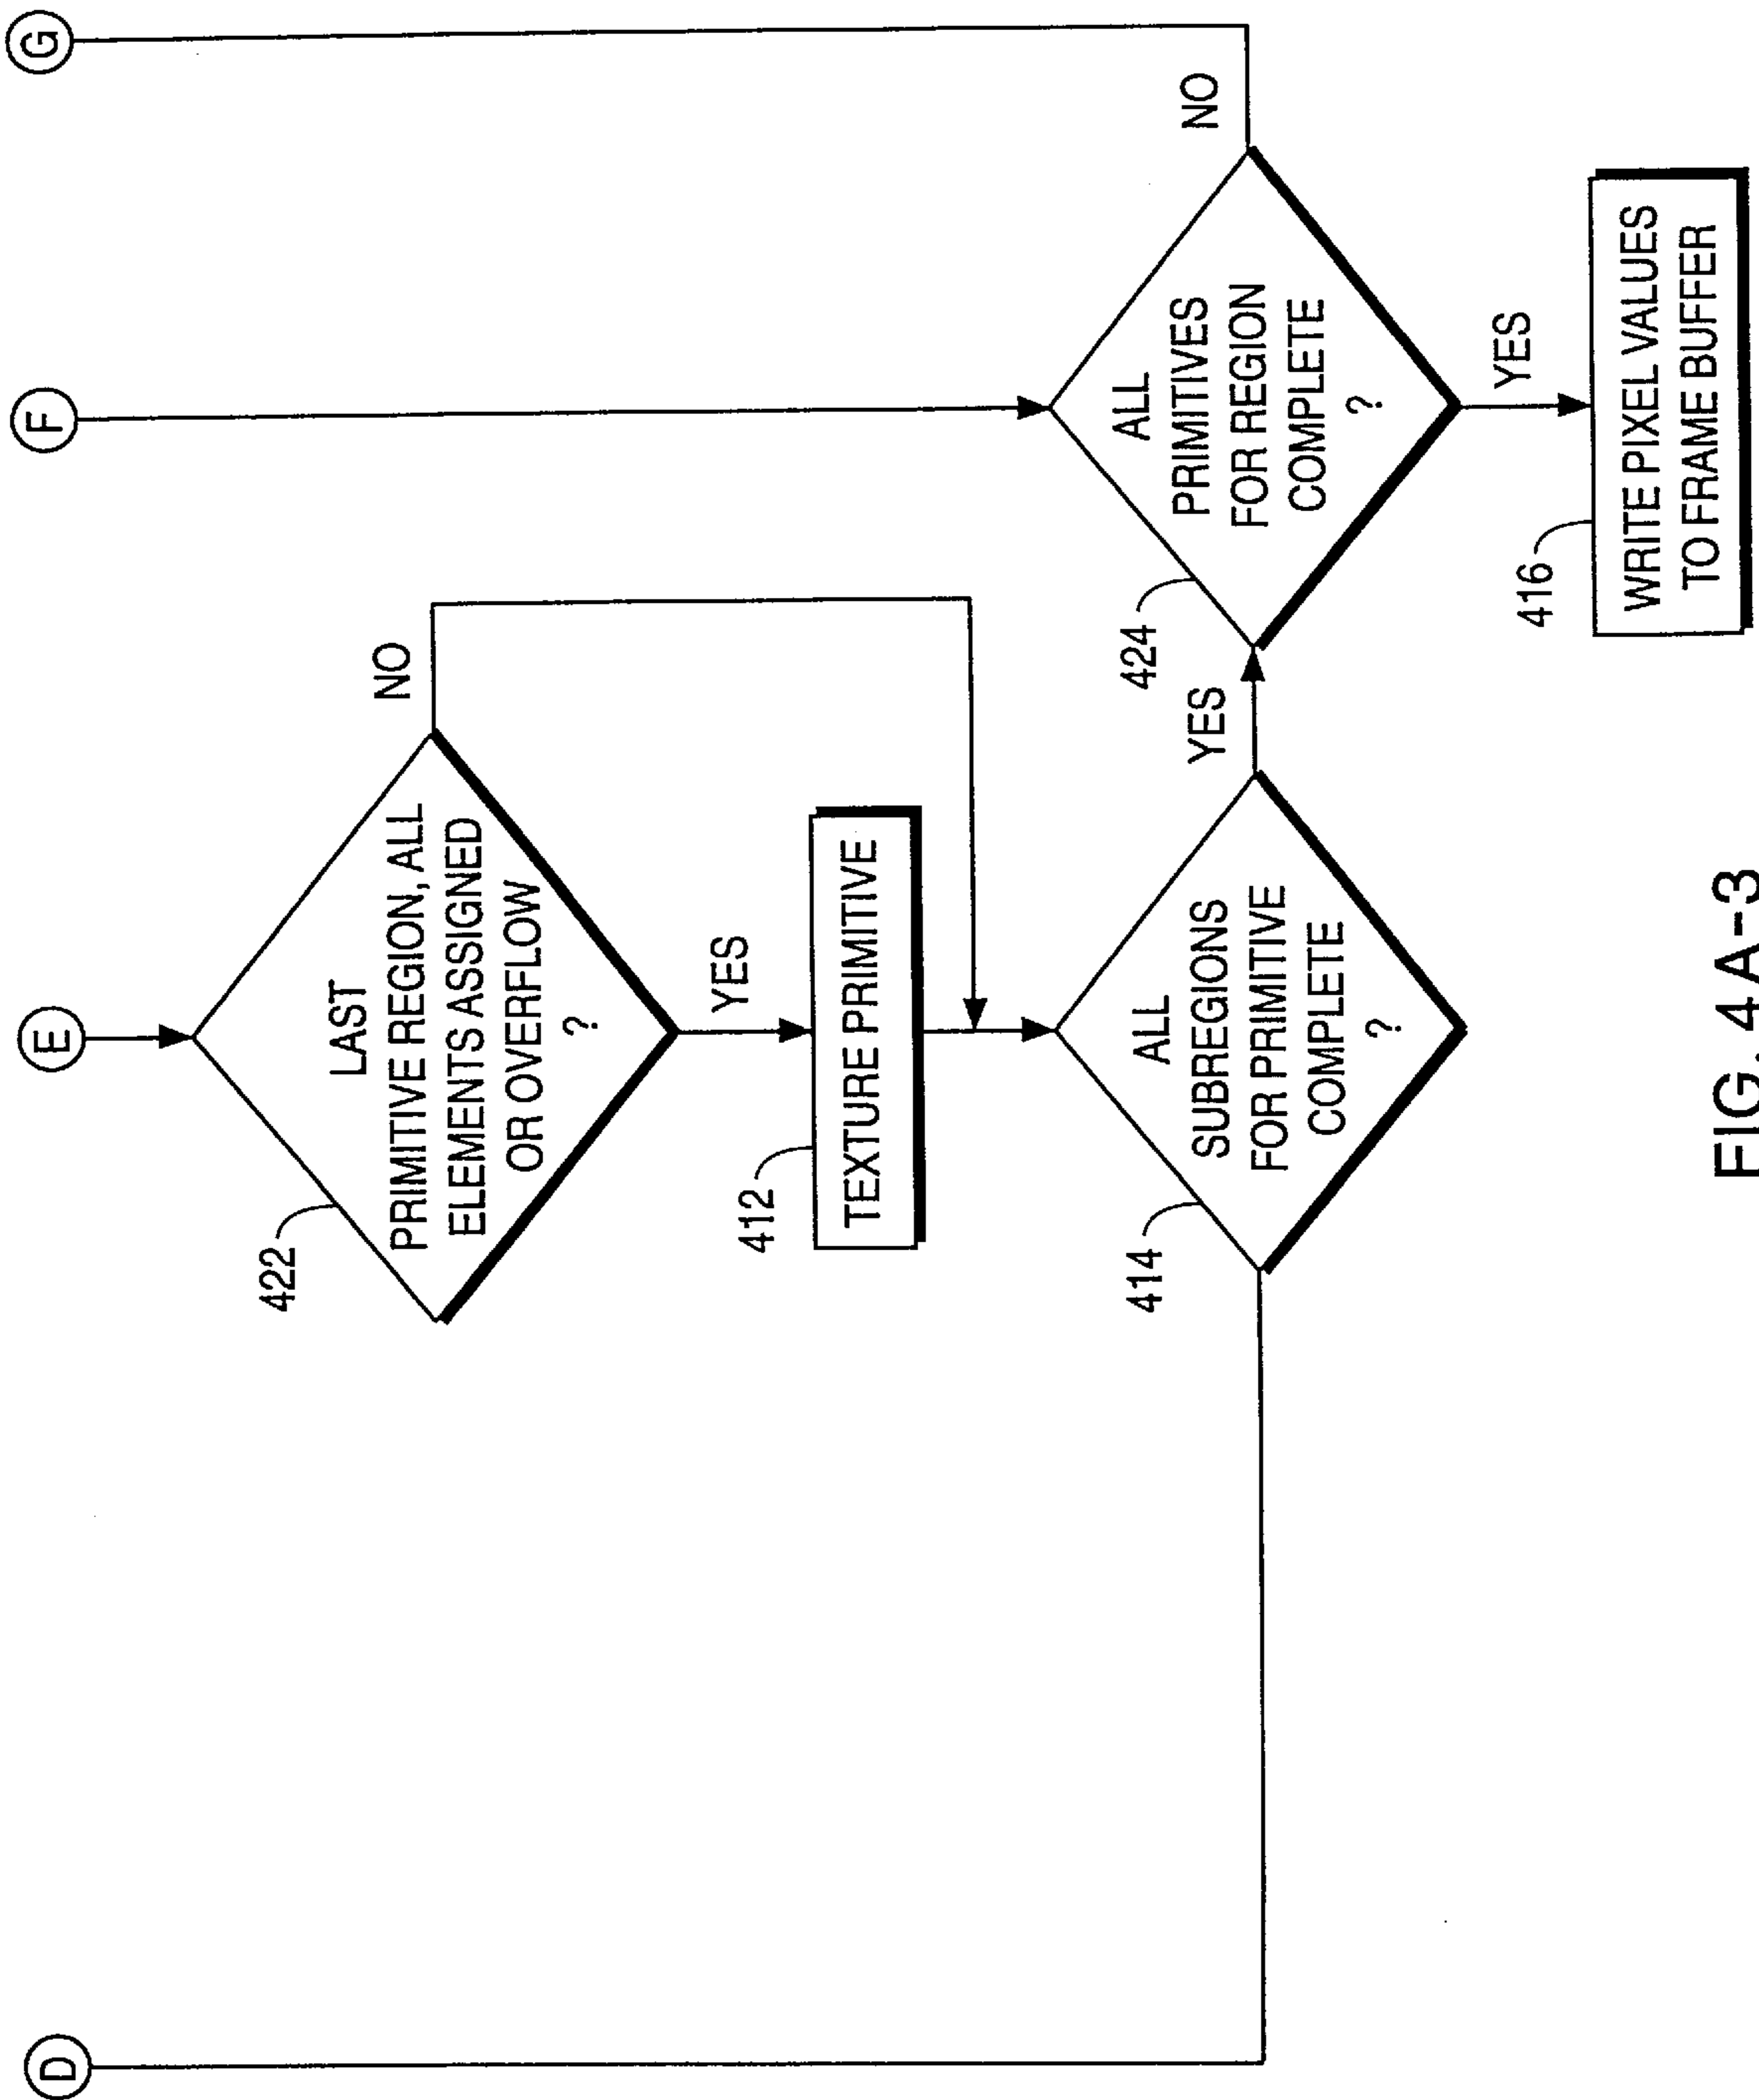 D
E
F
G
LAST
PRIMITIVE REGION, ALL
ELEMENTS ASSIGNED
OR OVERFLOW
?
422
NO
YES
412
TEXTURE PRIMITIVE
414
ALL
SUBREGIONS
FOR PRIMITIVE
COMPLETE
?
YES
424
ALL
PRIMITIVES
FOR REGION
COMPLETE
?
NO
YES
416
WRITE PIXEL VALUES
TO FRAME BUFFER
FIG. 4A-3